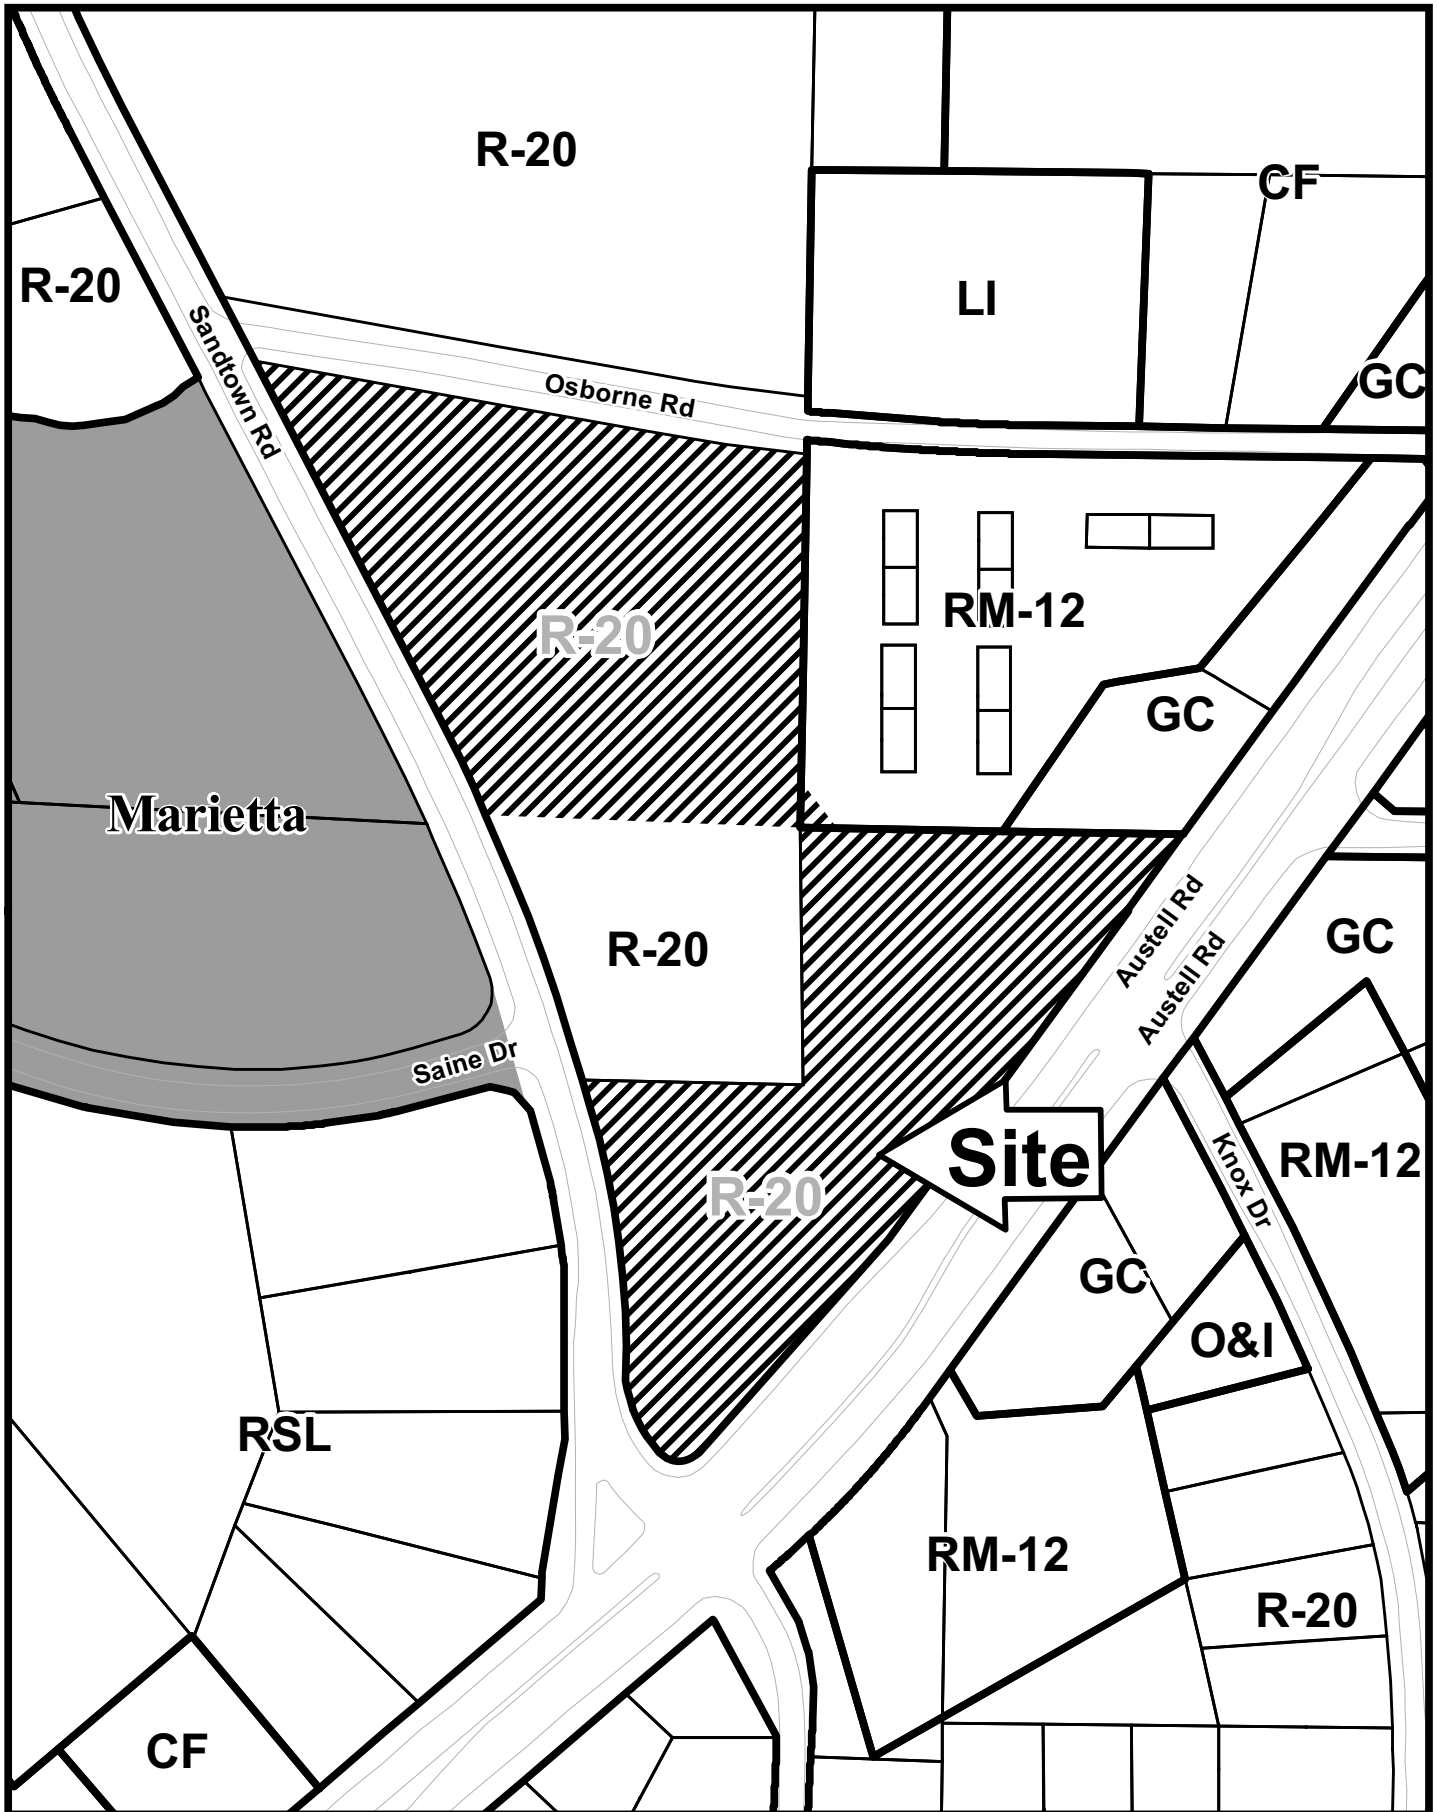 R-20
CF
R-20
LI
Sandtown Rd
GC
Osborne Rd
RM-12
R-20
GC
Marietta
Austell Rd
GC
R-20
Austell Rd
Saine Dr
Site
RM-12
Knox Dr
R-20
GC
O&I
RSL
RM-12
R-20
CF